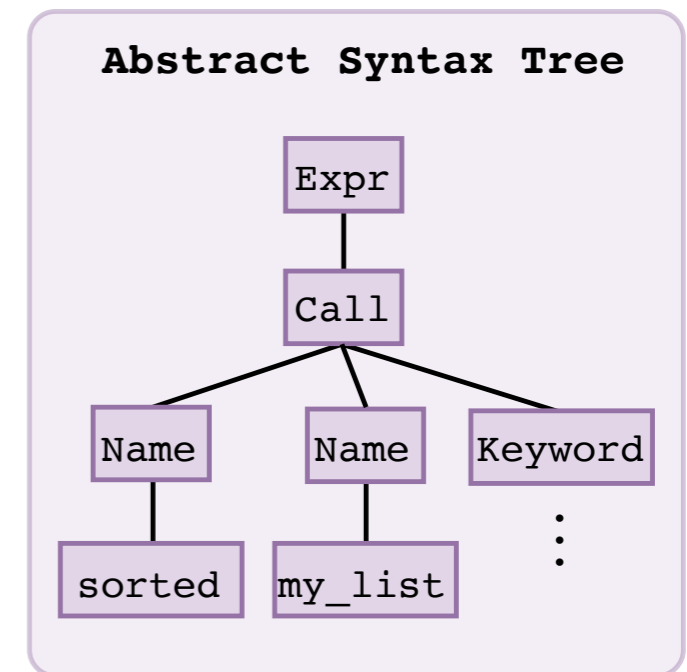 Abstract Syntax Tree
Expr
Call
Name Name Keyword
sorted my_list